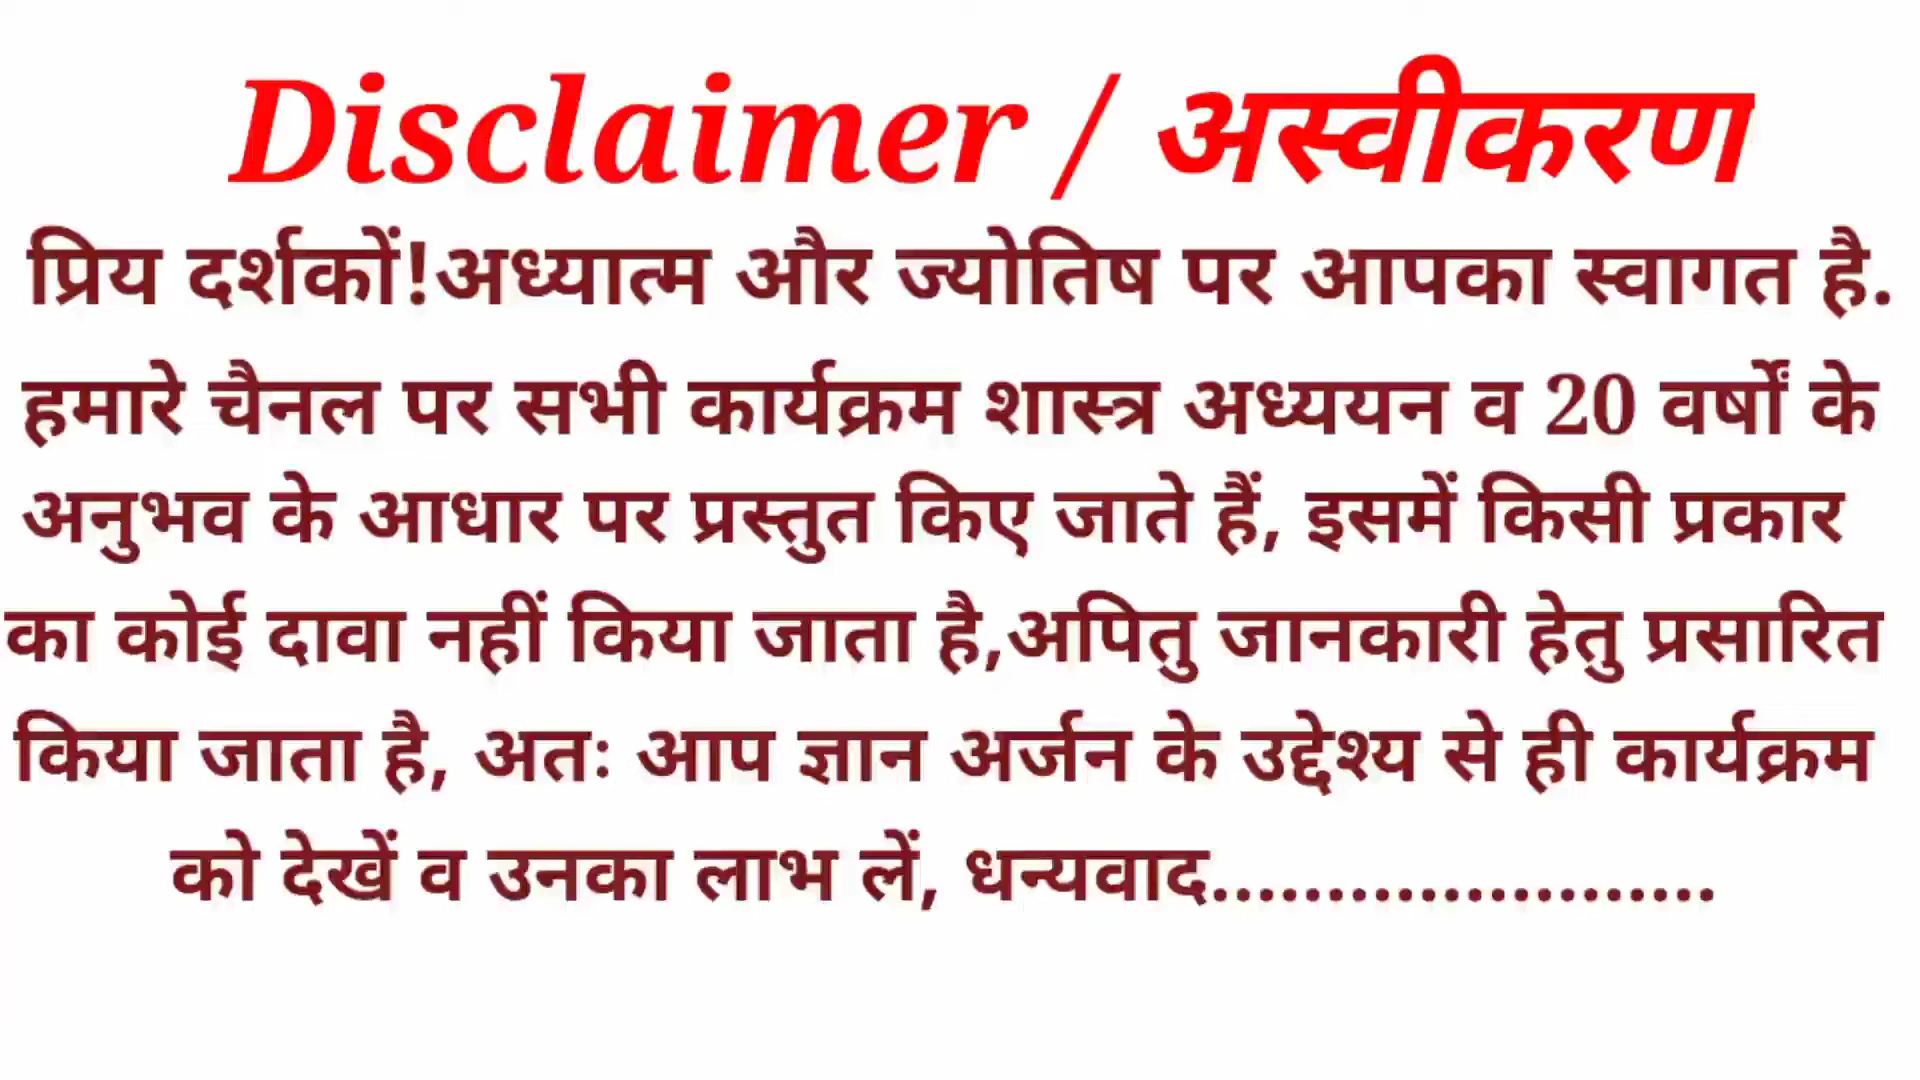 Disclaimer / अस्वीकरण
प्रिय दर्शकों!अध्यात्म और ज्योतिष पर आपका स्वागत है.
हमारे चैनल पर सभी कार्यक्रम शास्त्र अध्ययन व 20 वर्षों के
अनुभव के आधार पर प्रस्तुत किए जाते हैं, इसमें किसी प्रकार
का कोई दावा नहीं किया जाता है,अपितु जानकारी हेतु प्रसारित
किया जाता है, अतः आप ज्ञान अर्जन के उद्देश्य से ही कार्यक्रम
को देखें व उनका लाभ लें, धन्यवाद......................